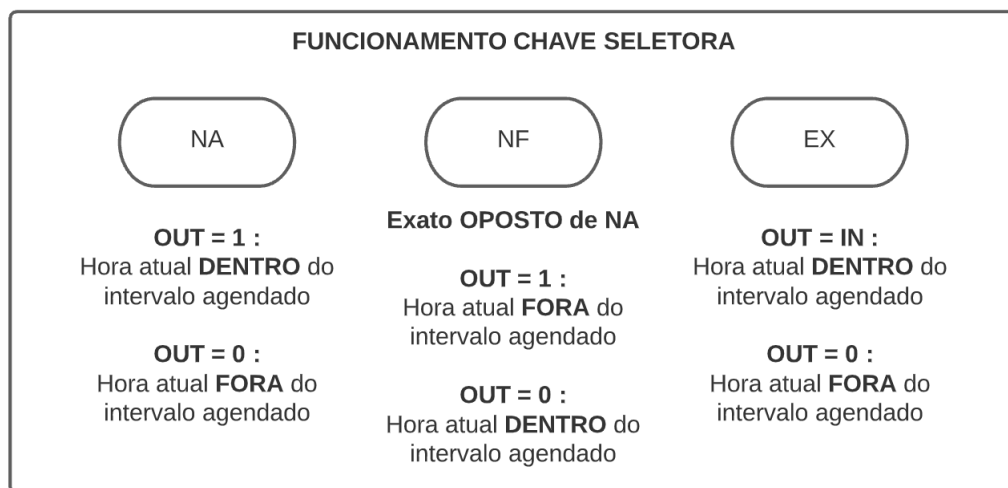 FUNCIONAMENTO CHAVE SELETORA
NA
OUT = 1 :
Hora atual DENTRO do
intervalo agendado
OUT = 0 :
Hora atual FORA do
intervalo agendado
NF
Exato OPOSTO de NA
OUT = 1 :
Hora atual FORA do
intervalo agendado
OUT = 0 :
Hora atual DENTRO do
intervalo agendado
EX
OUT = IN :
Hora atual DENTRO do
intervalo agendado
OUT = 0 :
Hora atual FORA do
intervalo agendado